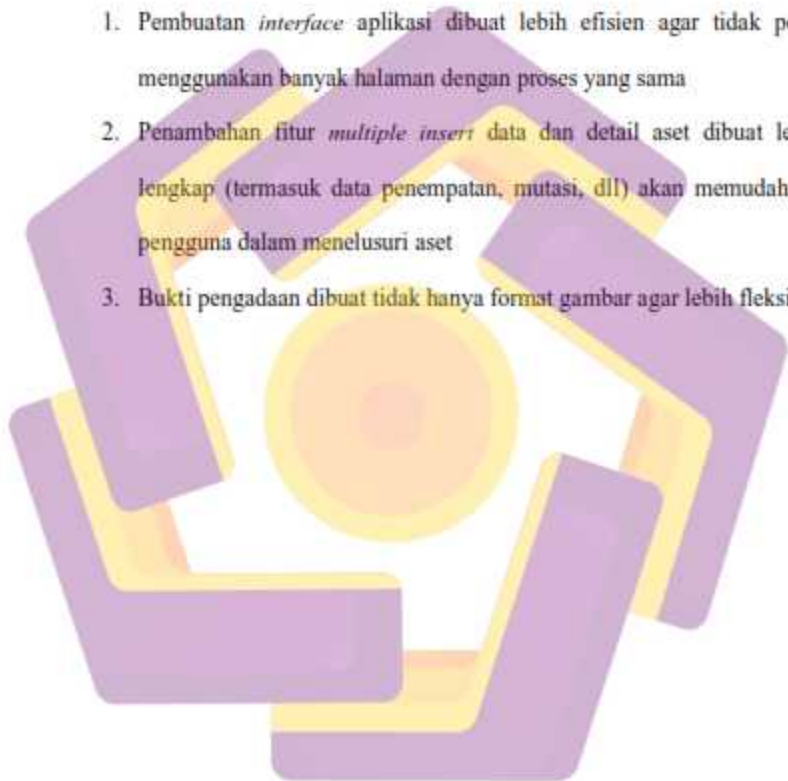 1. Pembuatan interface aplikasi dibuat lebih efisien agar tidak
menggunakan banyak halaman dengan proses yang sama
2. Penambahan fitur multiple insert data dan detail aset dibuat
lengkap (termasuk data penempatan, mutasi, dll) akan
pengguna dalam menelusuri aset
3. Bukti pengadaan dibuat tidak hanya format gambar agar lebih